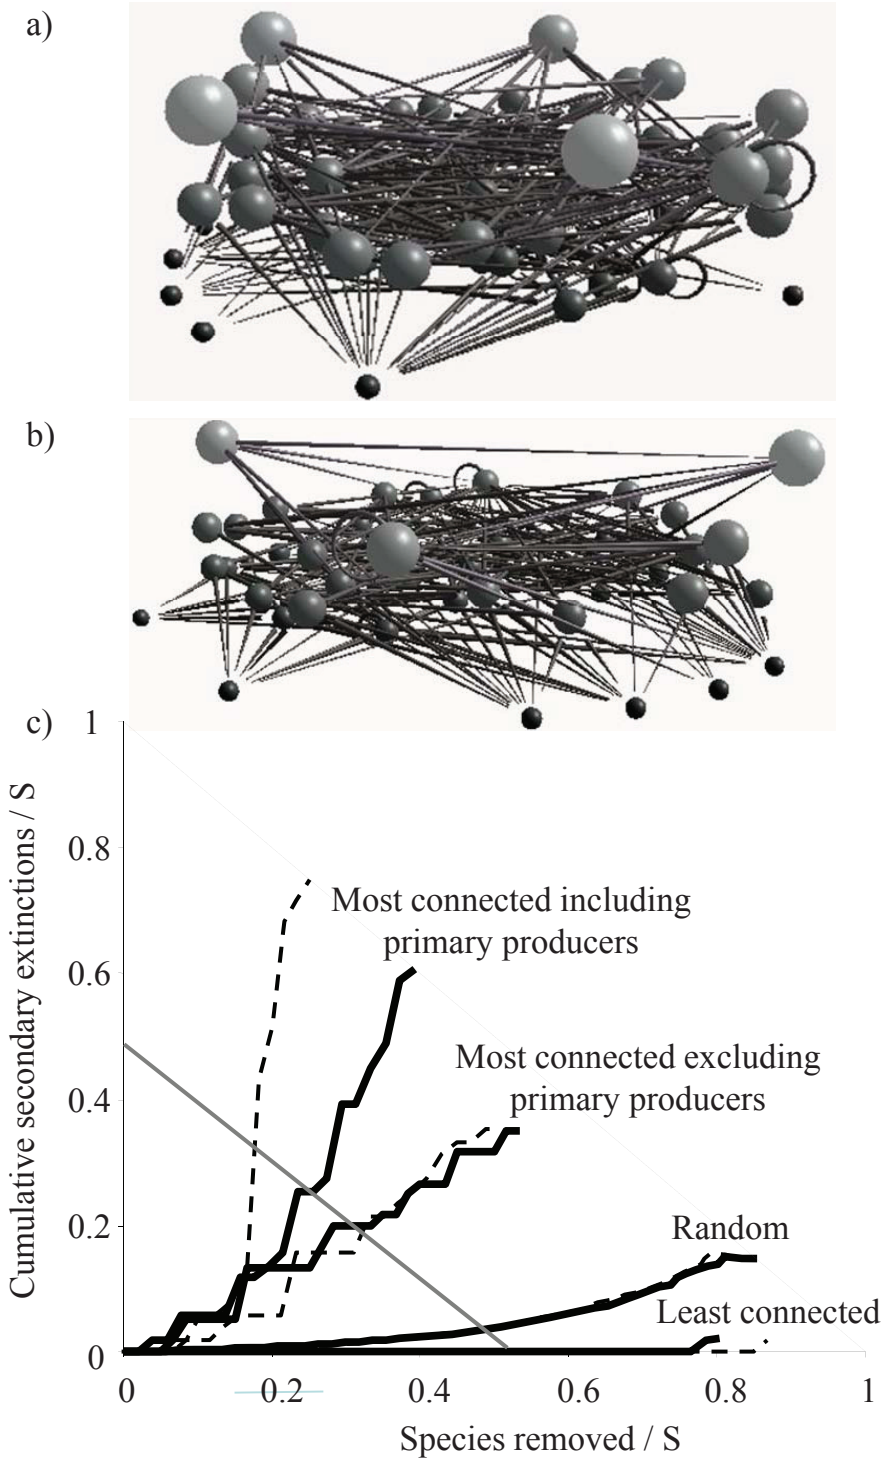 a)
b)
c)
1
0.8
0.6
0.4
0.2
0
Cumulative secondary extinctions / S
Most connected including
primary producers
Most connected excluding
primary producers
Random
Least connected
0 0.2 0.4 0.6 0.8 1
Species removed / S